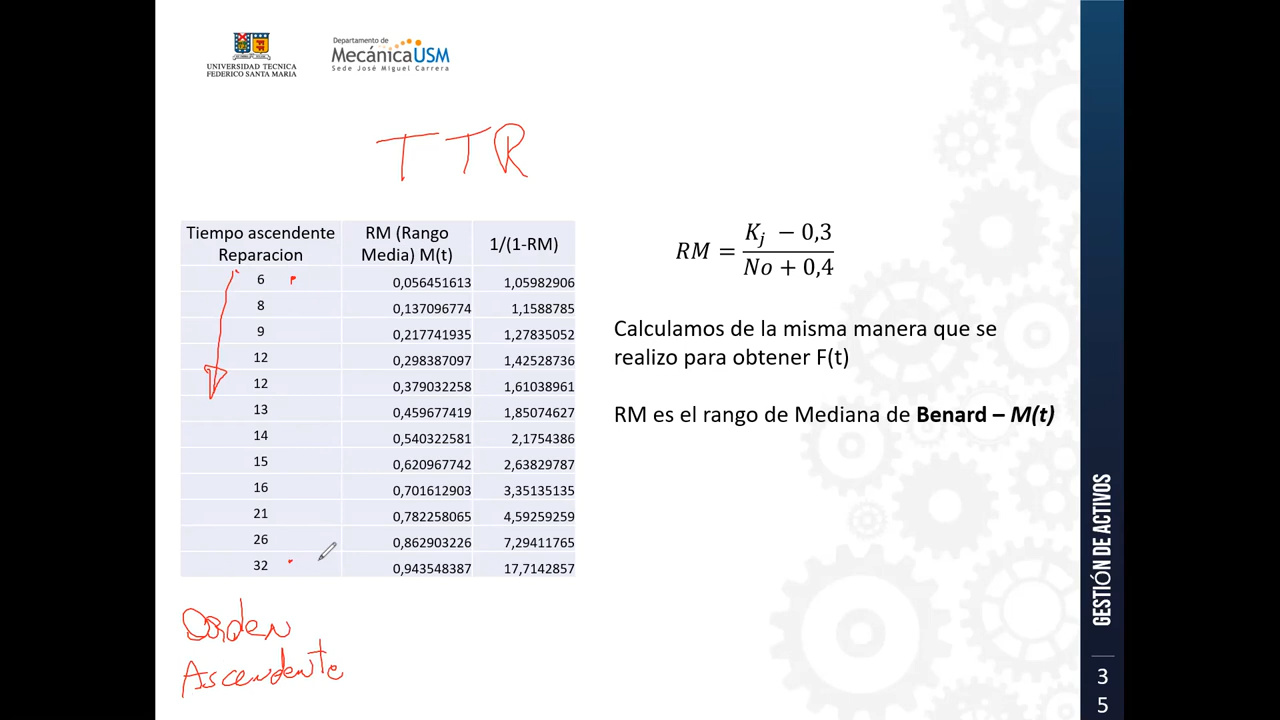 UNIVERSIDAD TECNICA
FEDERICO SANTA MARIA
Departamento de
MecánicaUSM
Sede José Miguel Carrera
TTR
Tiempo ascendente Reparacion | RM (Rango Media) M(t) | 1/(1-RM)
6 0,056451613 1,05982906
8 0,137096774 1,1588785
9 0,217741935 1,27835052
12 0,298387097 1,42528736
12 0,379032258 1,61038961
13 0,459677419 1,85074627
14 0,540322581 2,1754386
15 0,620967742 2,63829787
16 0,701612903 3,35135135
21 0,782258065 4,59259259
26 0,862903226 7,29411765
32 0,943548387 17,7142857
Orden
Ascendente
RM = (Kj − 0,3) / (No + 0,4)
Calculamos de la misma manera que se
realizo para obtener F(t)
RM es el rango de Mediana de Benard – M(t)
GESTIÓN DE ACTIVOS
3
5